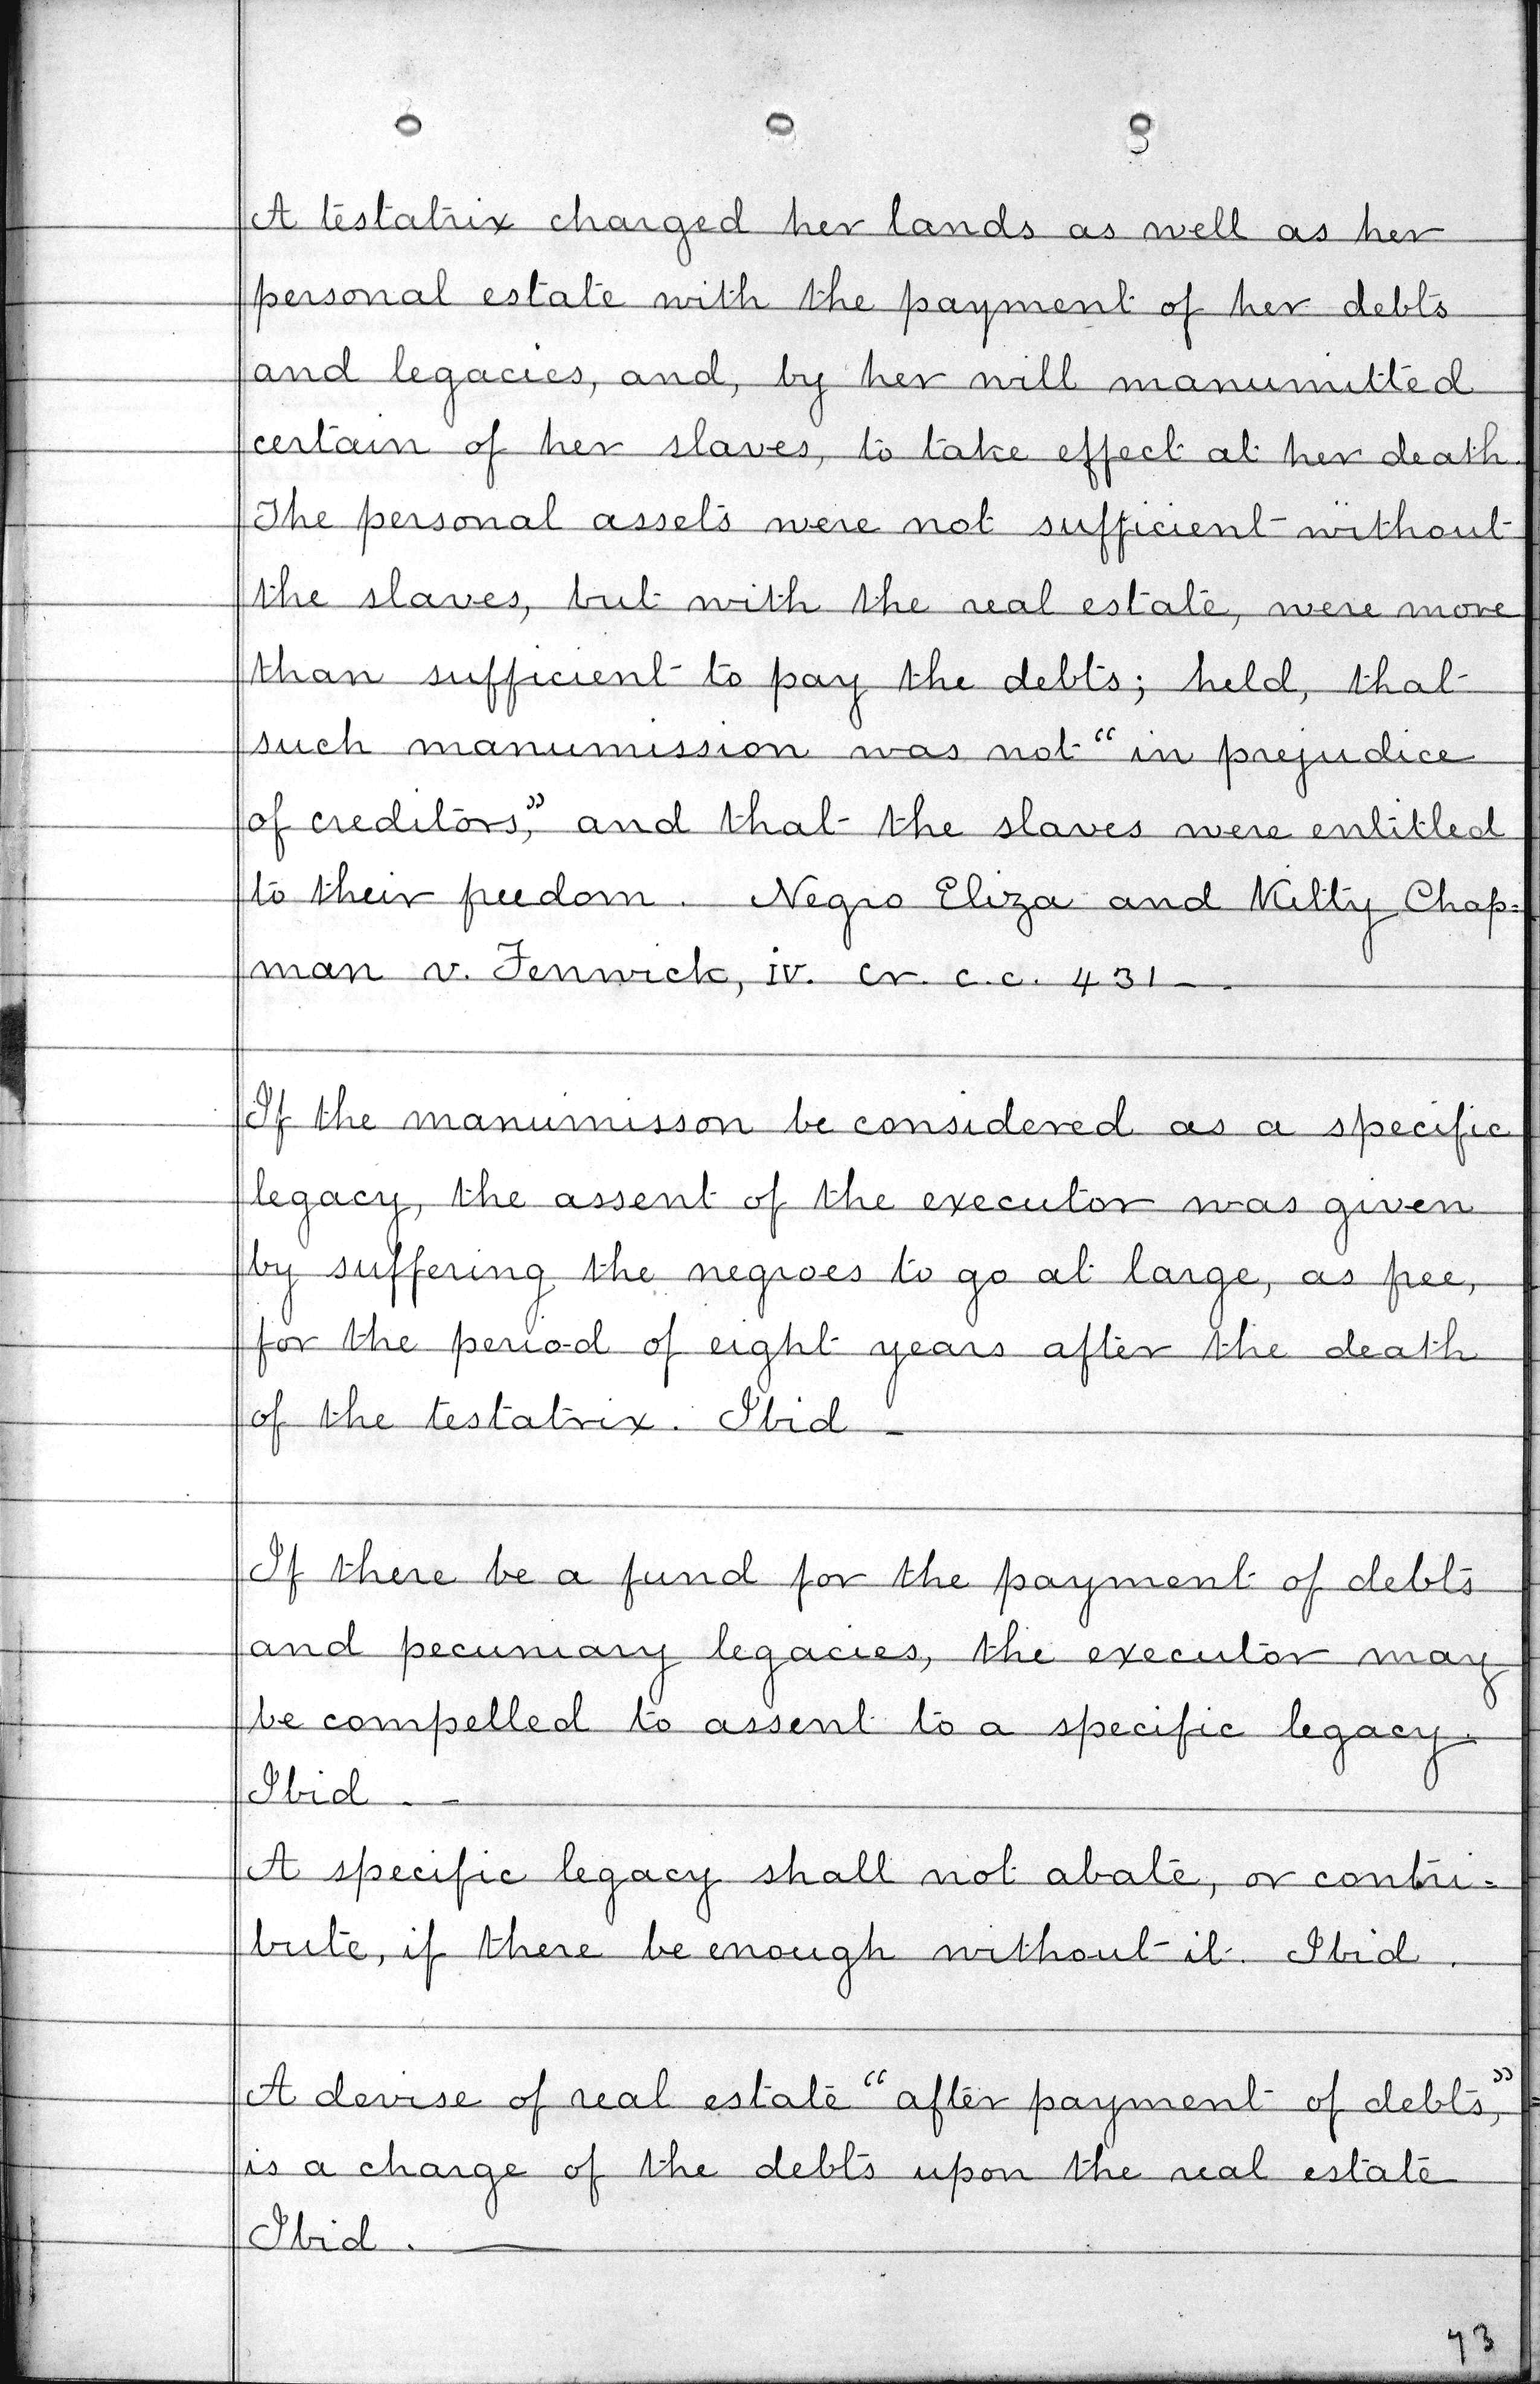 A testatrix charged her lands as well as her
personal estate with the payment of her debts
and legacies, and, by her will manumitted
certain of her slaves, to take effect at her death.
The personal assets were not sufficient without
the slaves, but with the real estate, were more
than sufficient to pay the debts; held, that
such manumission was not "in prejudice
of creditors," and that the slaves were entitled
to their freedom. Negro Eliza and Kitty Chap=
man v. Fenwick, iv. Cr. c.c. 431 - .
If the manumisson be considered as a specific
legacy, the assent of the executor was given
by suffering the negroes to go at large, as free,
for the period of eight years after the death
of the testatrix. Ibid -
If there be a fund for the payment of debts
and pecuniary legacies, the executor may
be compelled to assent to a specific legacy.
Ibid . -
A specific legacy shall not abate, or contri=
bute, if there be enough without it. Ibid .
A devise of real estate "after payment of debts,"
is a charge of the debts upon the real estate
Ibid . —
73